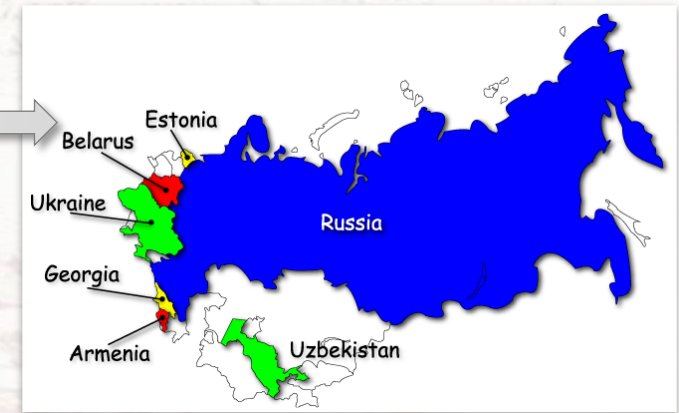 Estonia
Belarus
Ukraine
Russia
Georgia
Armenia
Uzbekistan